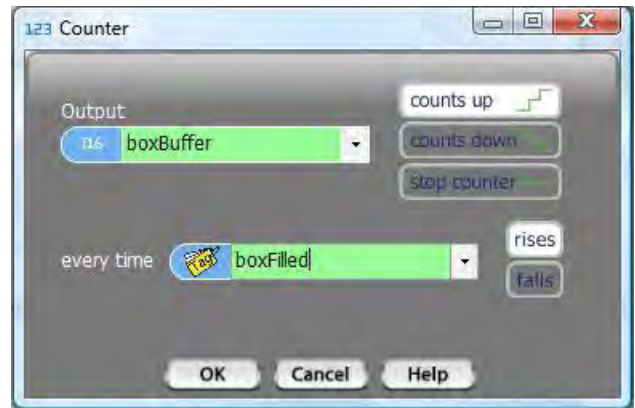 123 Counter
Output
counts up
I16 boxBuffer
counts down
stop counter
every time Tag boxFilled
rises
falls
OK Cancel Help